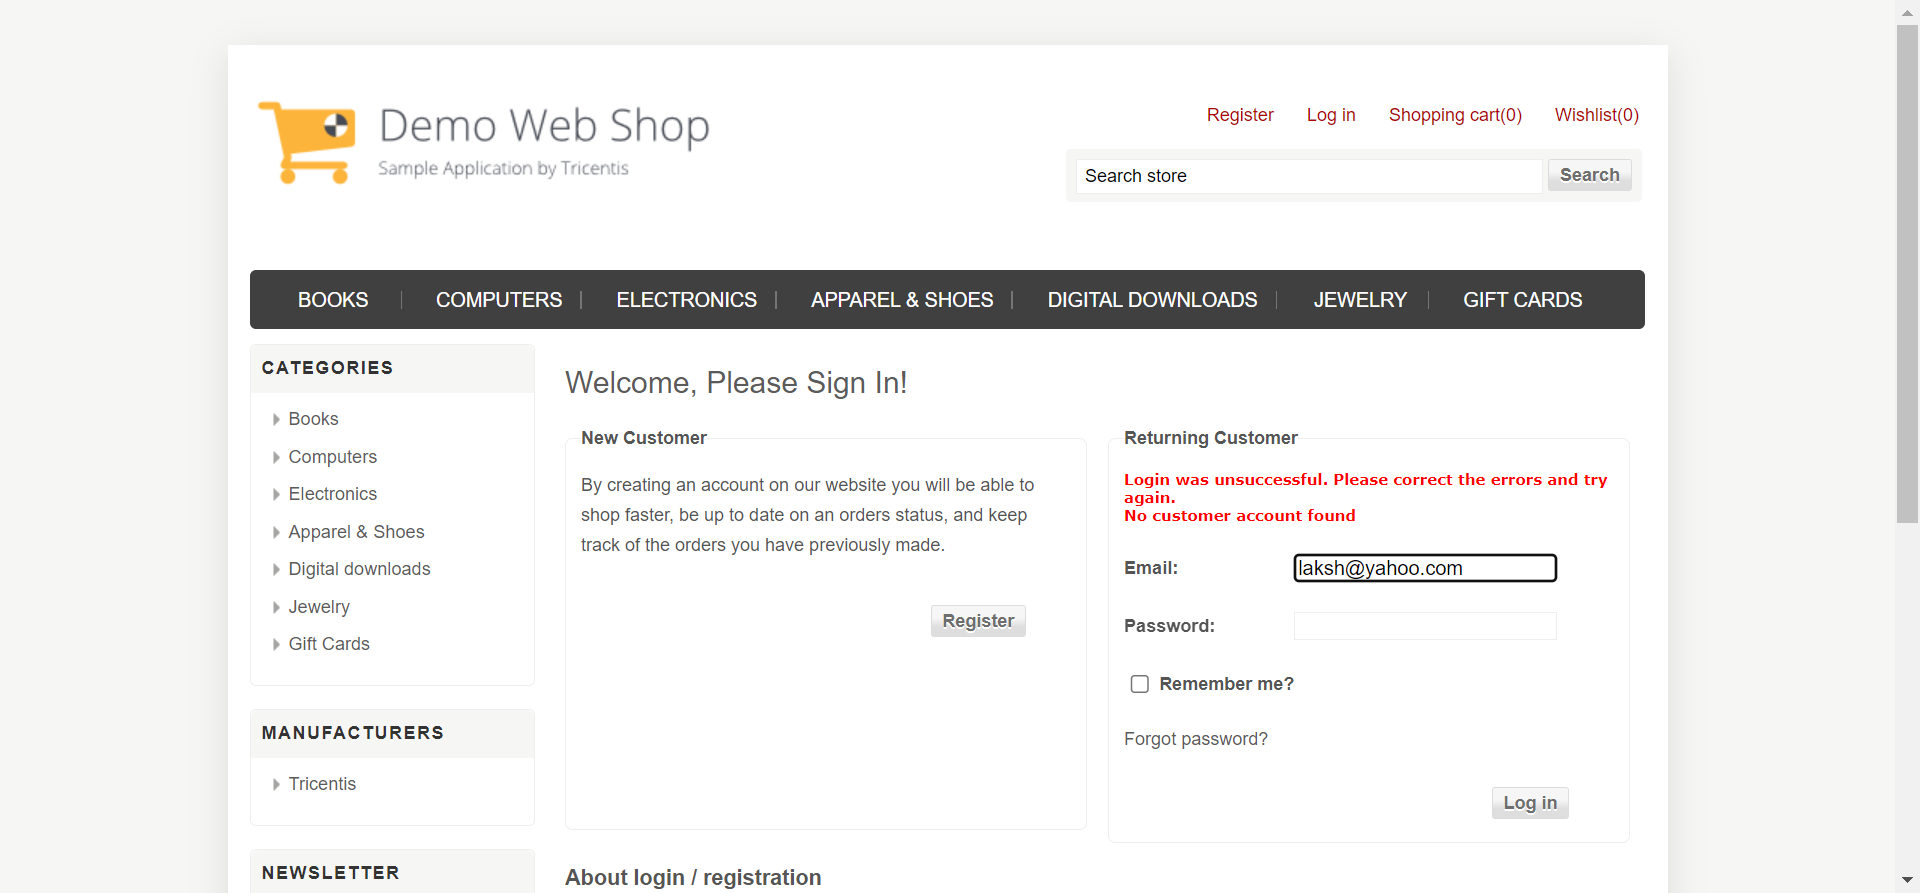 Demo Web Shop
Sample Application by Tricentis
Register Log in Shopping cart(0) Wishlist(0)
Search store Search
BOOKS COMPUTERS ELECTRONICS APPAREL & SHOES DIGITAL DOWNLOADS JEWELRY GIFT CARDS
CATEGORIES
Books
Computers
Electronics
Apparel & Shoes
Digital downloads
Jewelry
Gift Cards
MANUFACTURERS
Tricentis
NEWSLETTER
Welcome, Please Sign In!
New Customer
By creating an account on our website you will be able to
shop faster, be up to date on an orders status, and keep
track of the orders you have previously made.
Register
Returning Customer
Login was unsuccessful. Please correct the errors and try
again.
No customer account found
Email: laksh@yahoo.com
Password:
Remember me?
Forgot password?
Log in
About login / registration